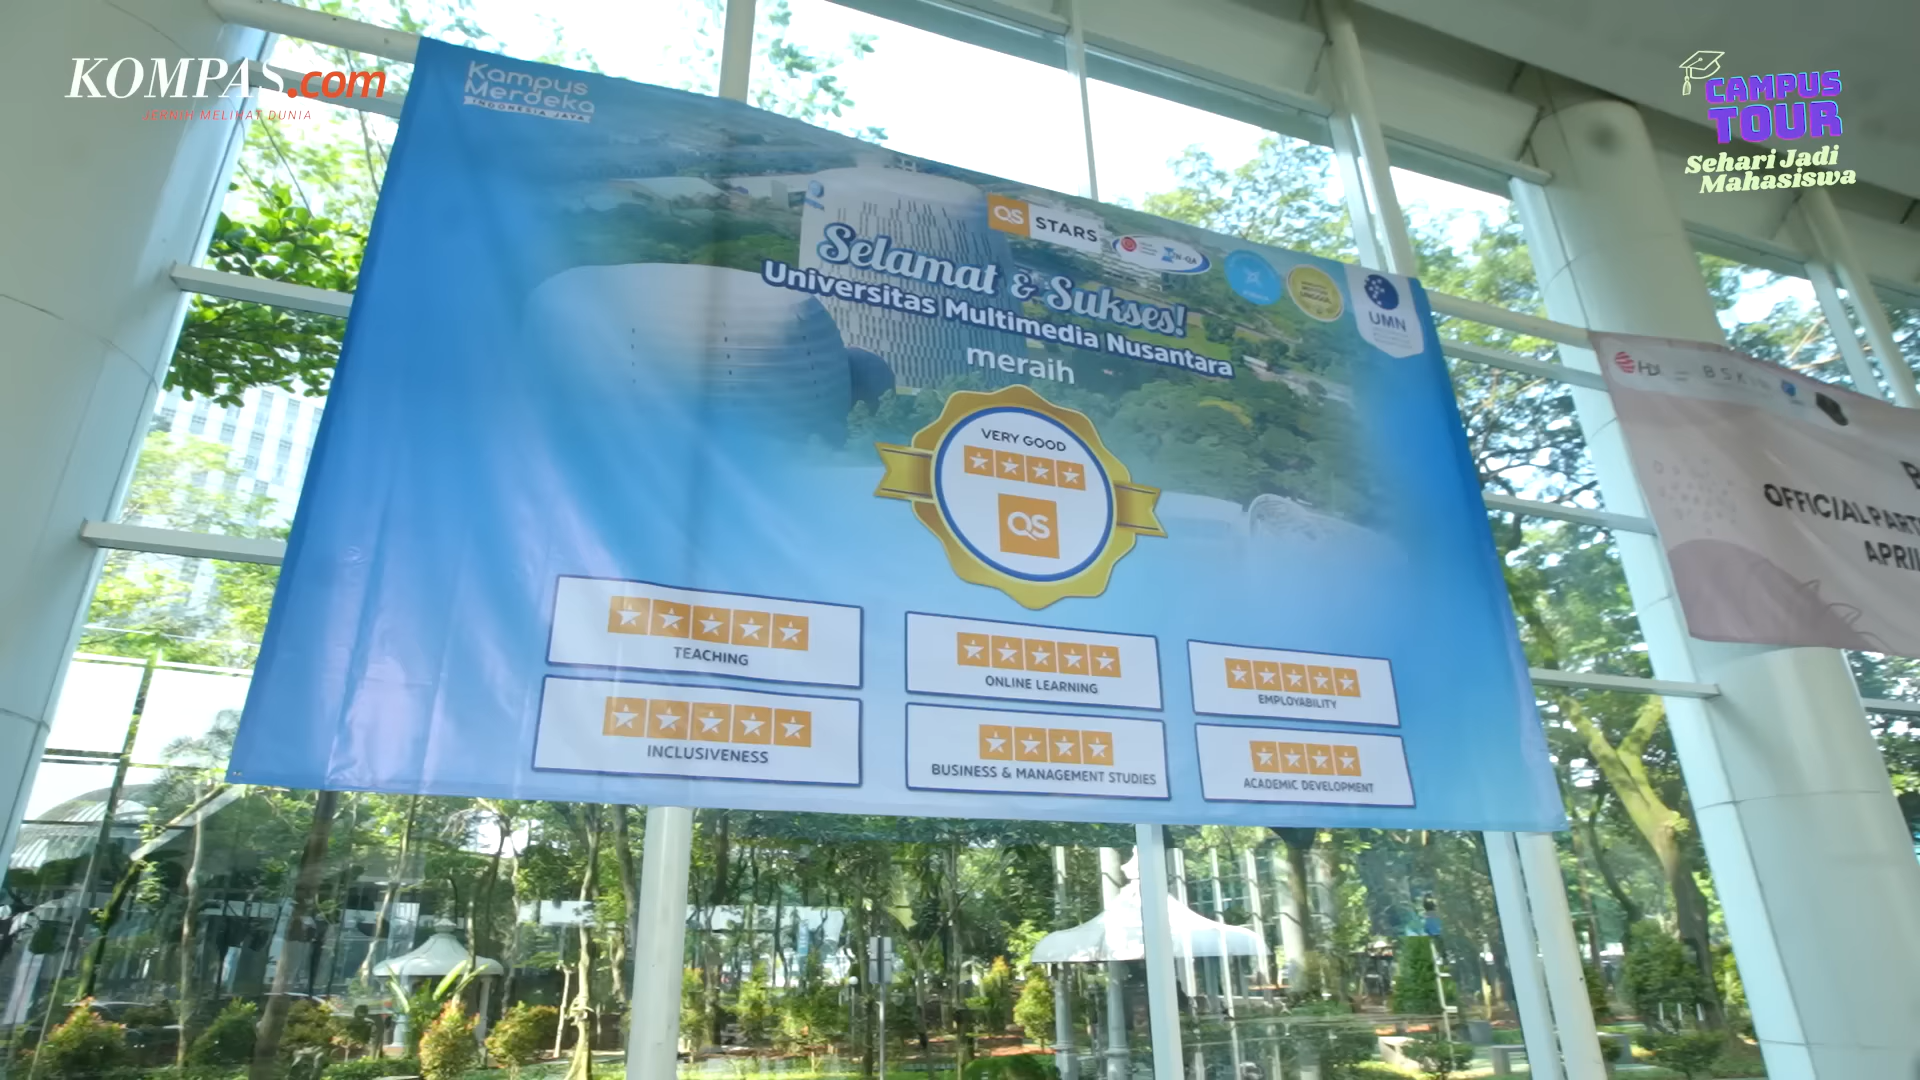 KOMPAS.com
JERNIH MELIHAT DUNIA
CAMPUS
TOUR
Sehari Jadi
Mahasiswa
Kampus
Merdeka
INDONESIA JAYA
QS STARS
Selamat & Sukses!
Universitas Multimedia Nusantara
meraih
UMN
VERY GOOD
QS
TEACHING
ONLINE LEARNING
EMPLOYABILITY
INCLUSIVENESS
BUSINESS & MANAGEMENT STUDIES
ACADEMIC DEVELOPMENT
OFFICIAL PART